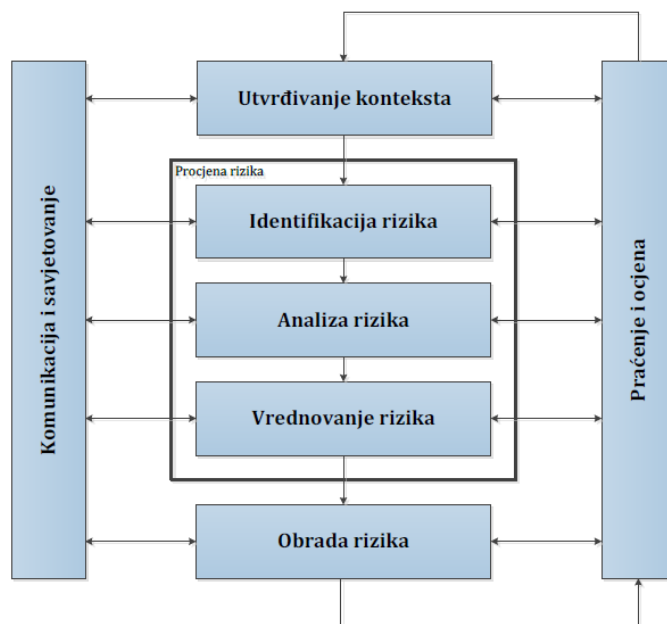 Utvrđivanje konteksta
Procjena rizika
Identifikacija rizika
Analiza rizika
Vrednovanje rizika
Obrada rizika
Komunikacija i savjetovanje
Praćenje i ocjena